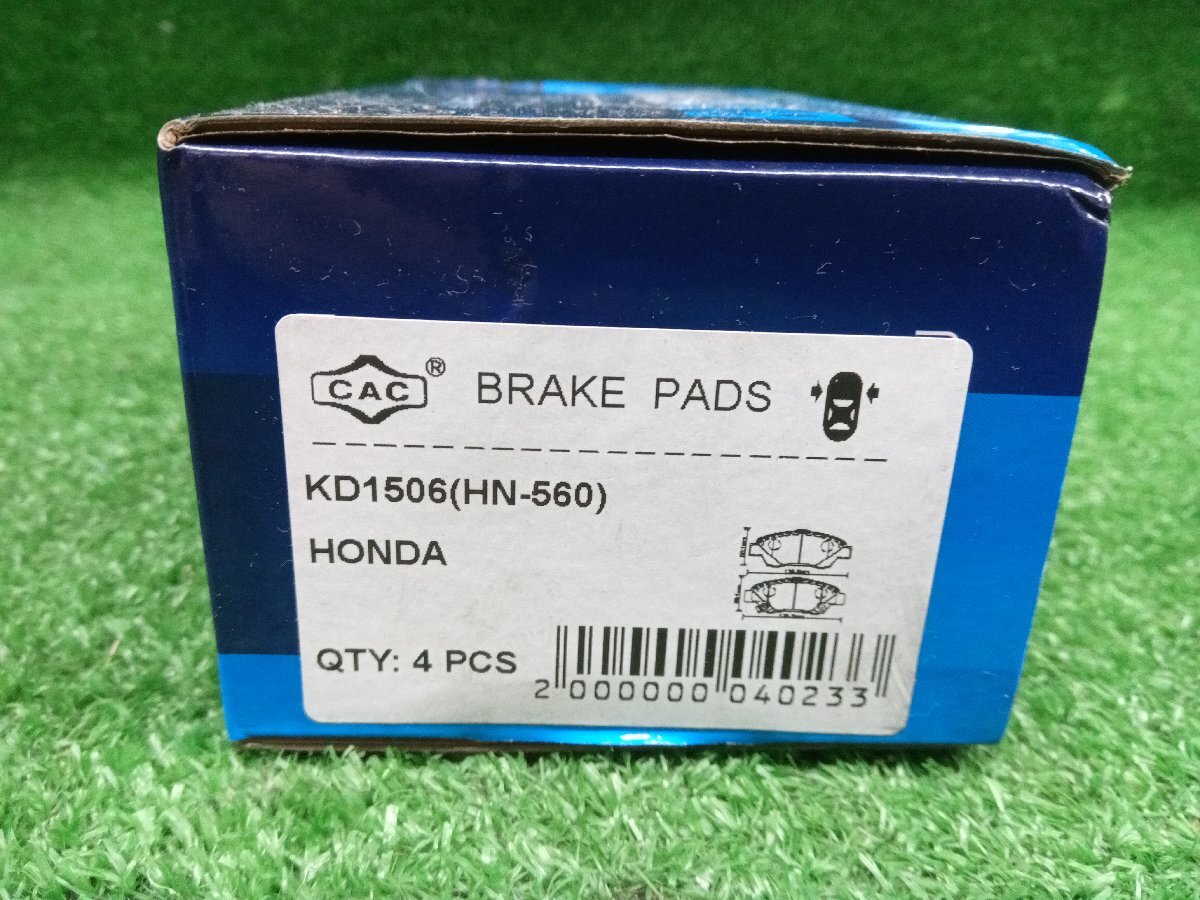 CAC ®
BRAKE PADS
KD1506(HN-560)
HONDA
QTY: 4 PCS
2 000000 040233